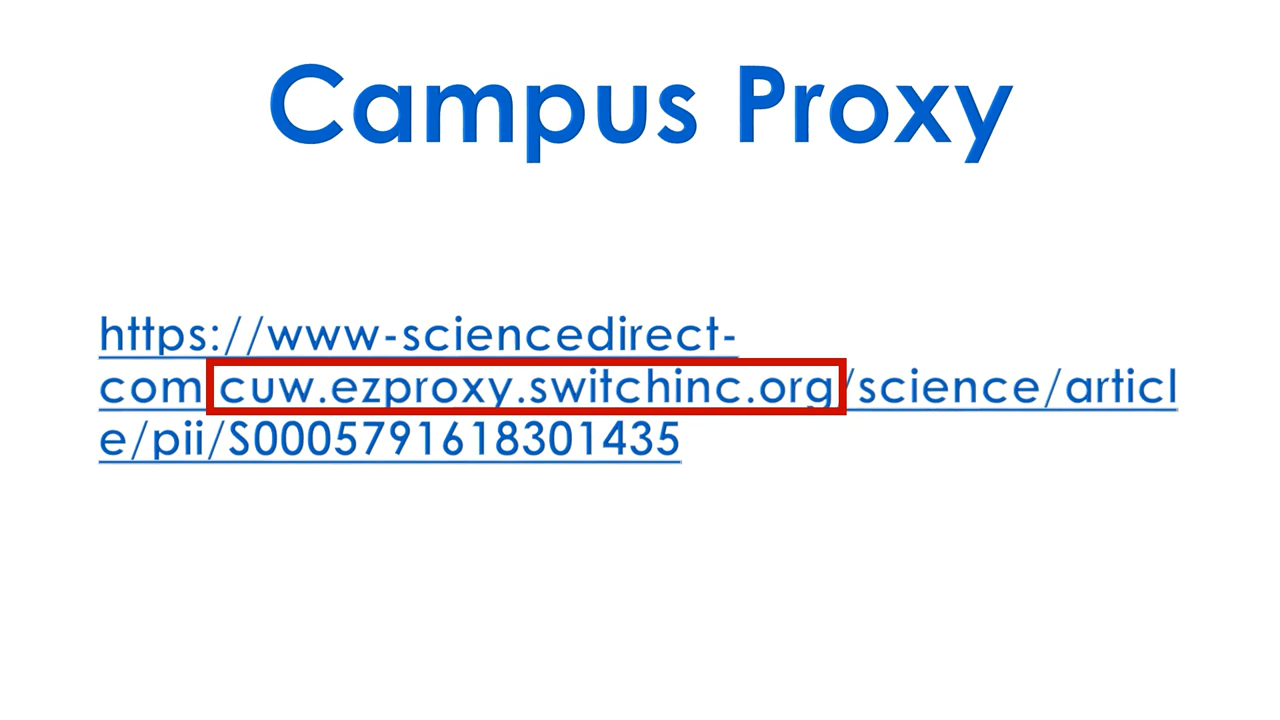 Campus Proxy
https://www-sciencedirect-
com.cuw.ezproxy.switchinc.org/science/articl
e/pii/S0005791618301435